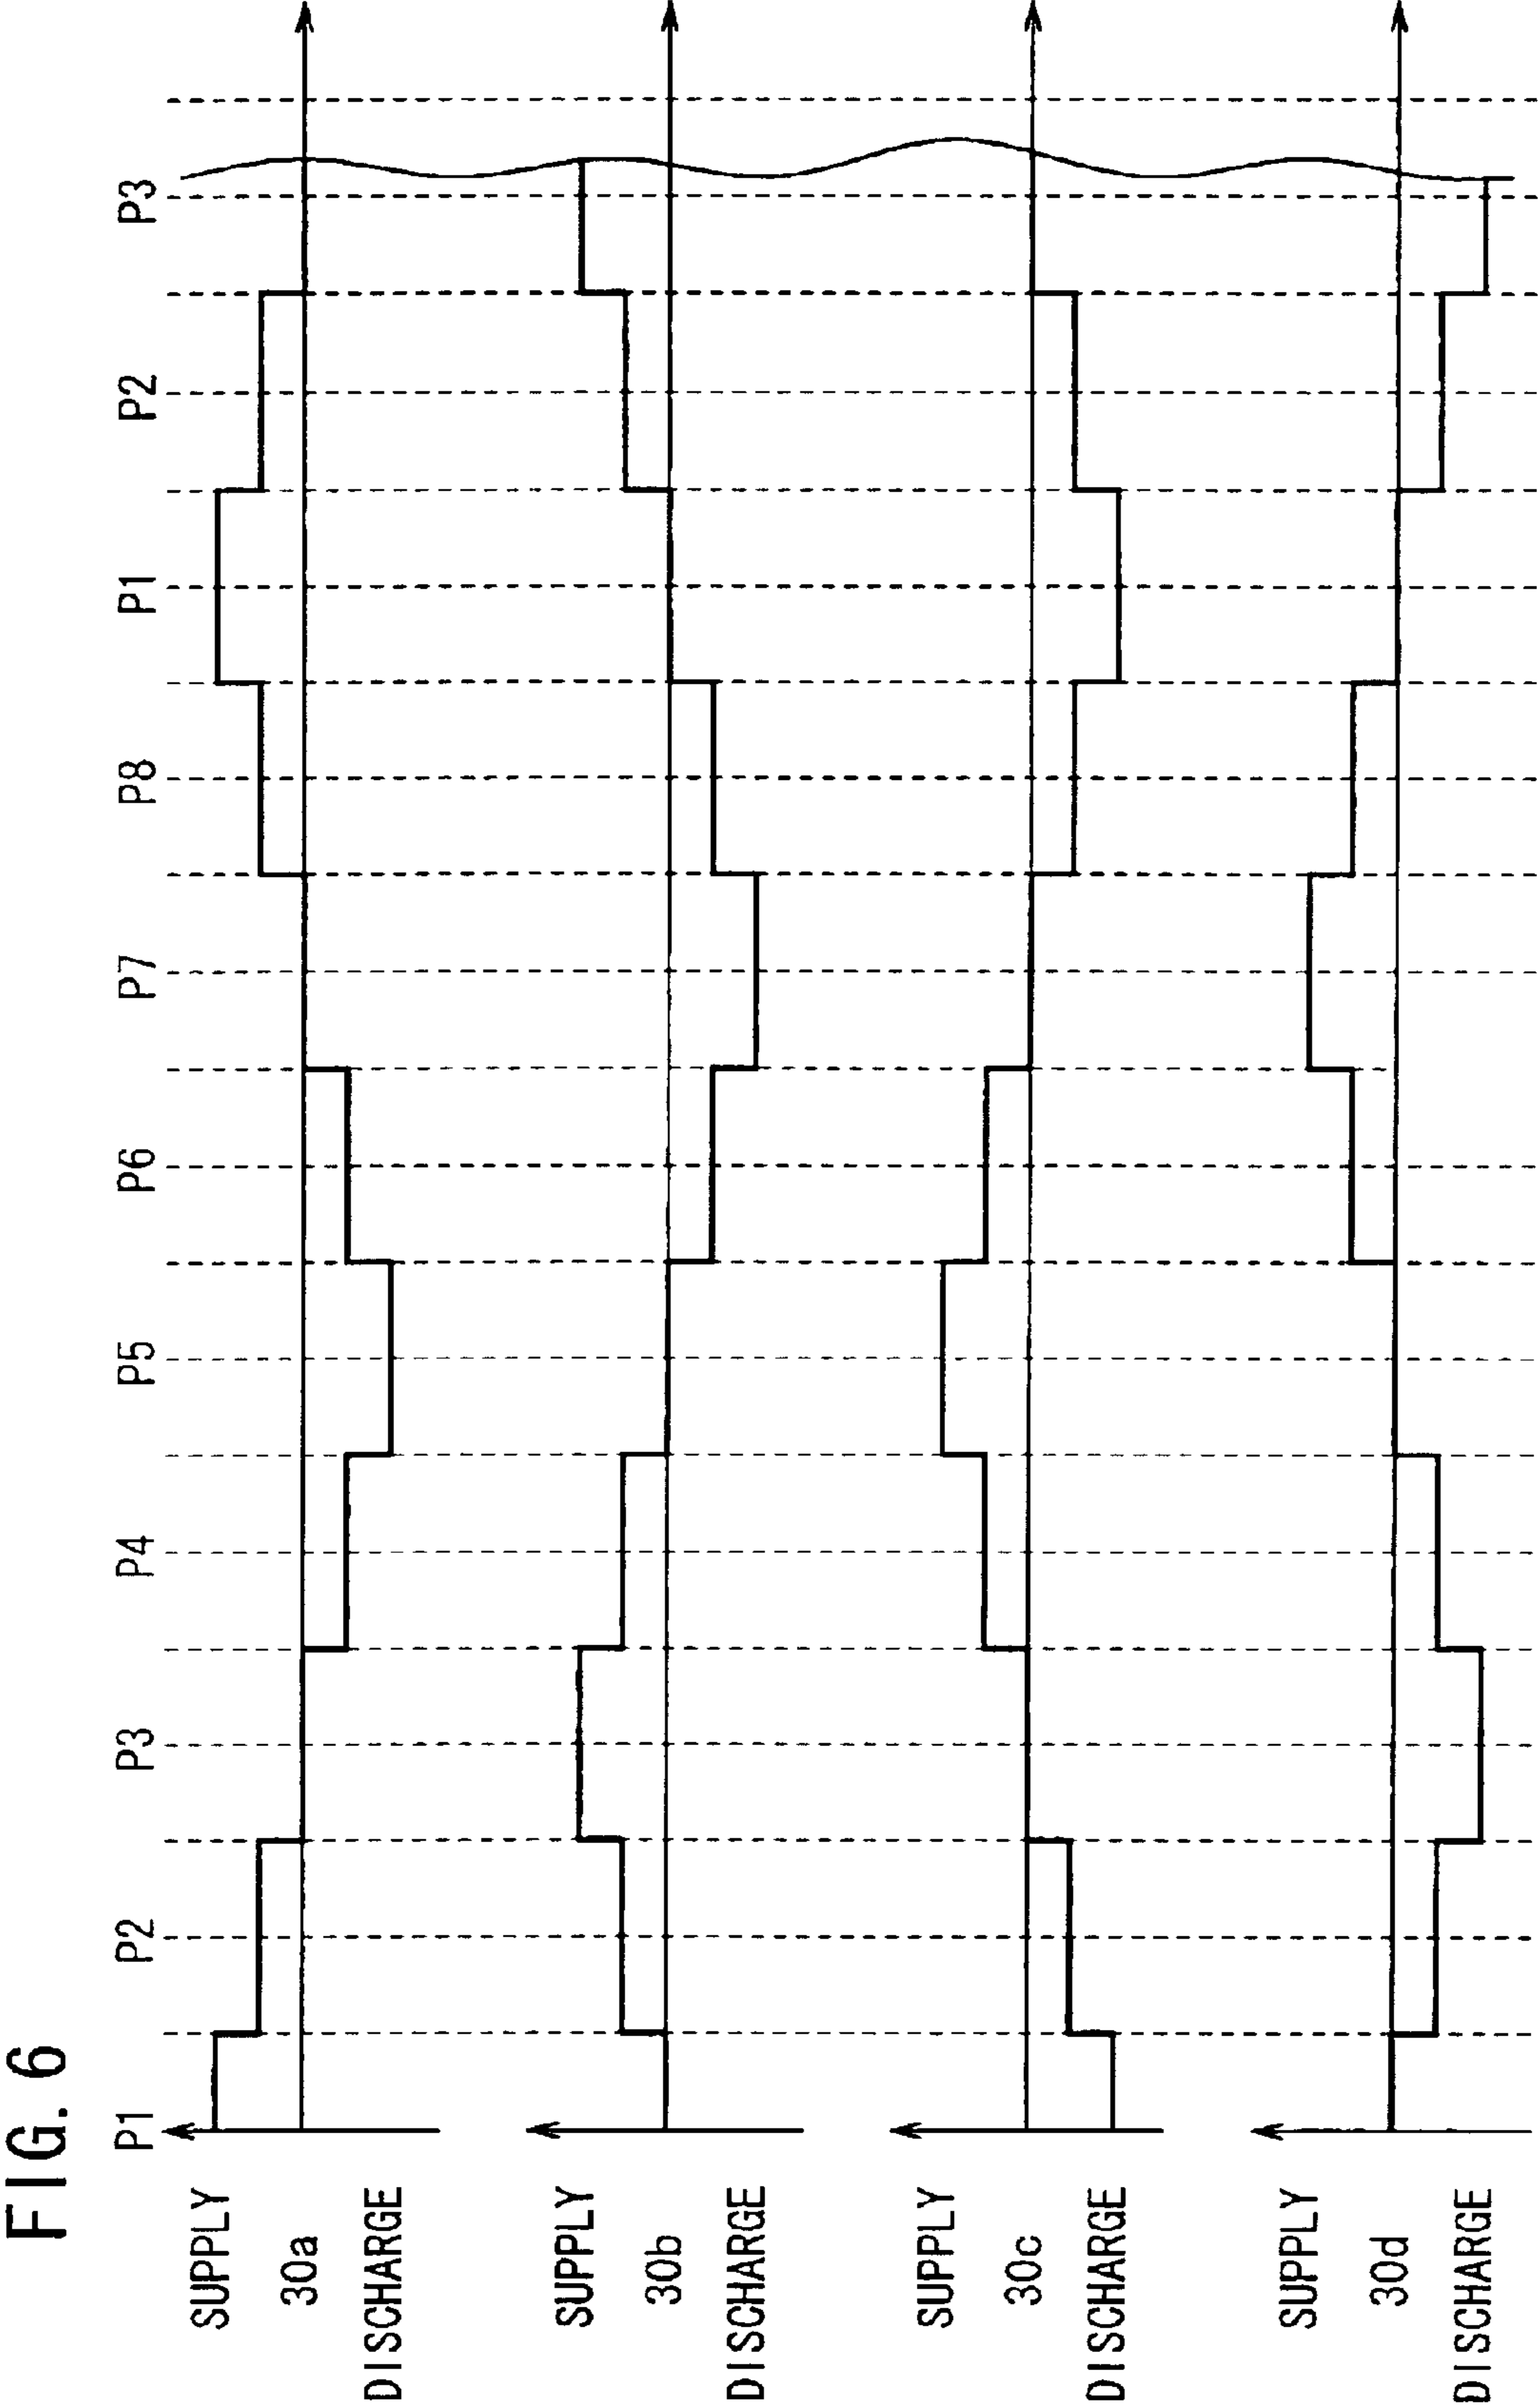 FIG. 6
P1 P2 P3 P4 P5 P6 P7 P8 P1 P2 P3
SUPPLY
30a
DISCHARGE
SUPPLY
30b
DISCHARGE
SUPPLY
30c
DISCHARGE
SUPPLY
30d
DISCHARGE